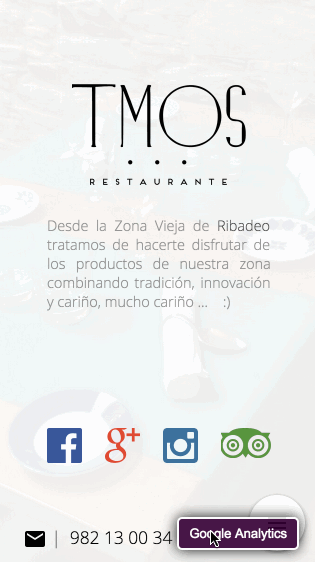 TMOS
RESTAURANTE
Desde la Zona Vieja de Ribadeo
tratamos de hacerte disfrutar de
los productos de nuestra zona
combinando tradición, innovación
y cariño, mucho cariño ... :)
f g+
| 982 13 00 34 Google Analytics